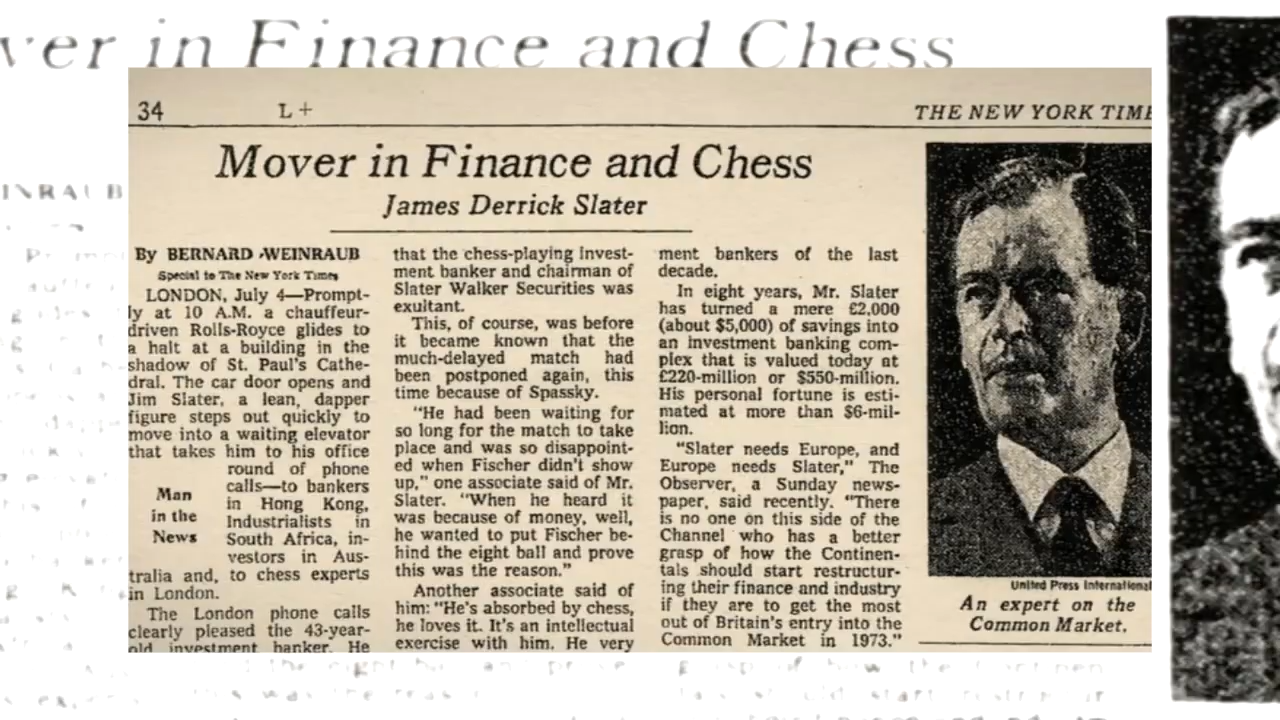 ver in Finance and Chess
34
L+
THE NEW YORK TIME
Mover in Finance and Chess
James Derrick Slater
By BERNARD WEINRAUB
Special to The New York Times
LONDON, July 4—Prompt-
ly at 10 A.M. a chauffeur-
driven Rolls-Royce glides to
a halt at a building in the
shadow of St. Paul's Cathe-
dral. The car door opens and
Jim Slater, a lean, dapper
figure steps out quickly to
move into a waiting elevator
that takes him to his office
round of phone
calls—to bankers
in Hong Kong,
Industrialists in
South Africa, in-
vestors in Aus-
Man
in the
News
tralia and, to chess experts
in London.
The London phone calls
clearly pleased the 43-year-
old investment banker. He
that the chess-playing invest-
ment banker and chairman of
Slater Walker Securities was
exultant.
This, of course, was before
it became known that the
much-delayed match had
been postponed again, this
time because of Spassky.
"He had been waiting for
so long for the match to take
place and was so disappoint-
ed when Fischer didn't show
up," one associate said of Mr.
Slater. "When he heard it
was because of money, well,
he wanted to put Fischer be-
hind the eight ball and prove
this was the reason."
Another associate said of
him: "He's absorbed by chess,
he loves it. It's an intellectual
exercise with him. He very
ment bankers of the last
decade.
In eight years, Mr. Slater
has turned a mere £2,000
(about $5,000) of savings into
an investment banking com-
plex that is valued today at
£220-million or $550-million.
His personal fortune is esti-
mated at more than $6-mil-
lion.
"Slater needs Europe, and
Europe needs Slater," The
Observer, a Sunday news-
paper, said recently. "There
is no one on this side of the
Channel who has a better
grasp of how the Continen-
tals should start restructur-
ing their finance and industry
if they are to get the most
out of Britain's entry into the
Common Market in 1973."
United Press International
An expert on the
Common Market.